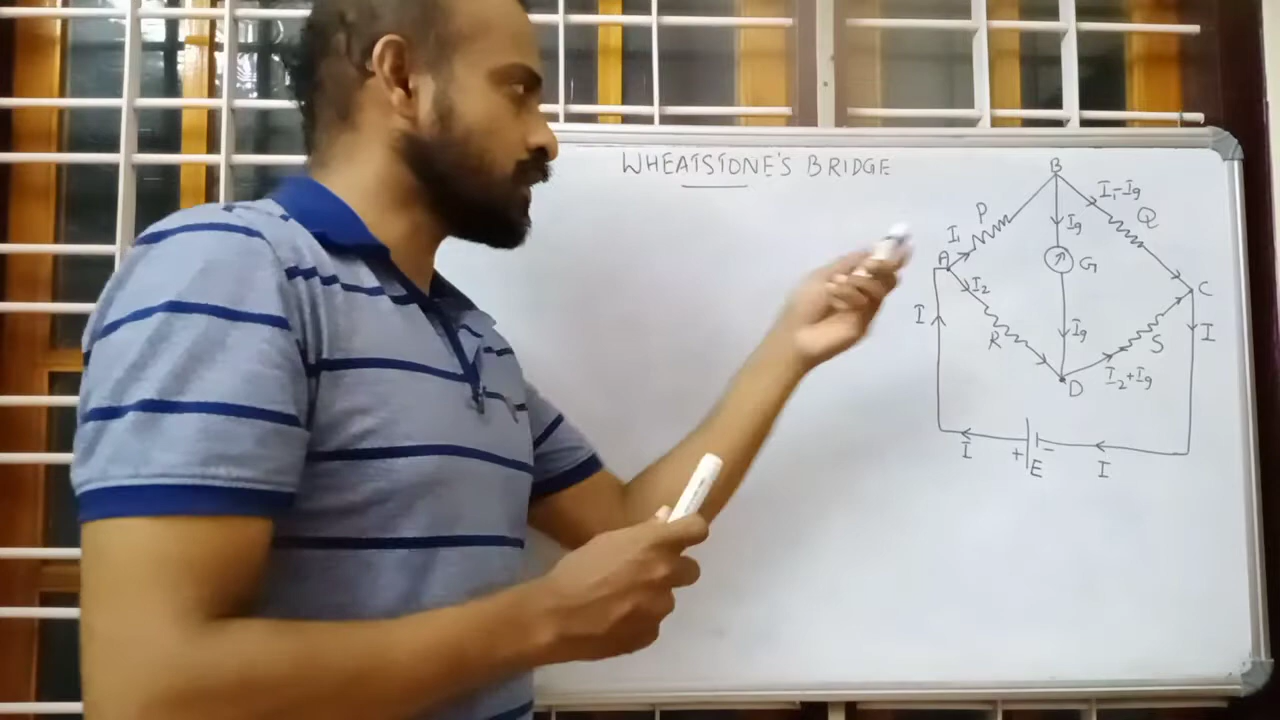 WHEATSTONE'S BRIDGE
B
I₁-Ig
P
Q
I₁
Ig
A
G
I₂
C
I
Ig
I
R
S
D
I₂+Ig
I
+
-
I
E